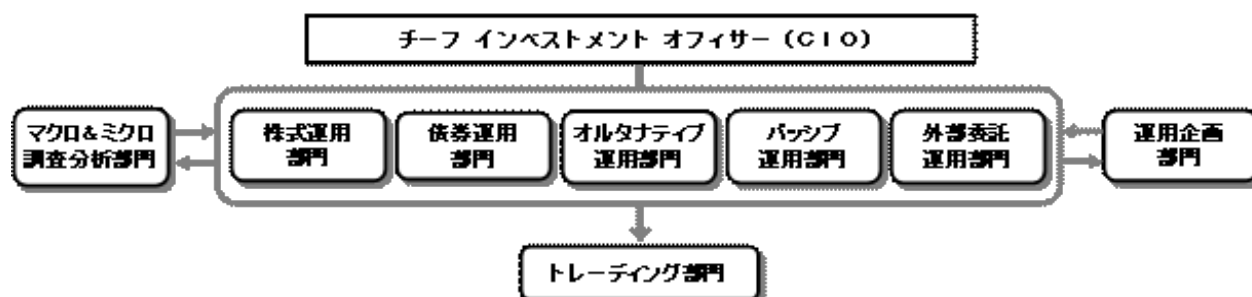 チーフ インベストメント オフィサー（CIO）
マクロ&ミクロ
調査分析部門
株式運用
部門
債券運用
部門
オルタナティブ
運用部門
パッシブ
運用部門
外部委託
運用部門
運用企画
部門
トレーディング部門